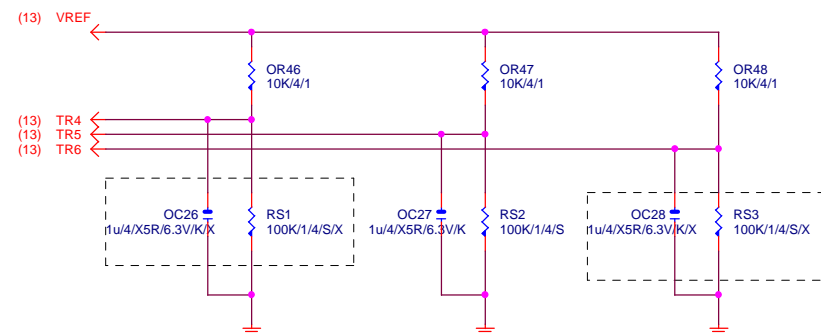 (13) VREF
OR46
10K/4/1
OR47
10K/4/1
OR48
10K/4/1
(13) TR4
(13) TR5
(13) TR6
OC26
1u/4/X5R/6.3V/K/X
RS1
100K/1/4/S/X
OC27
1u/4/X5R/6.3V/K
RS2
100K/1/4/S
OC28
1u/4/X5R/6.3V/K/X
RS3
100K/1/4/S/X